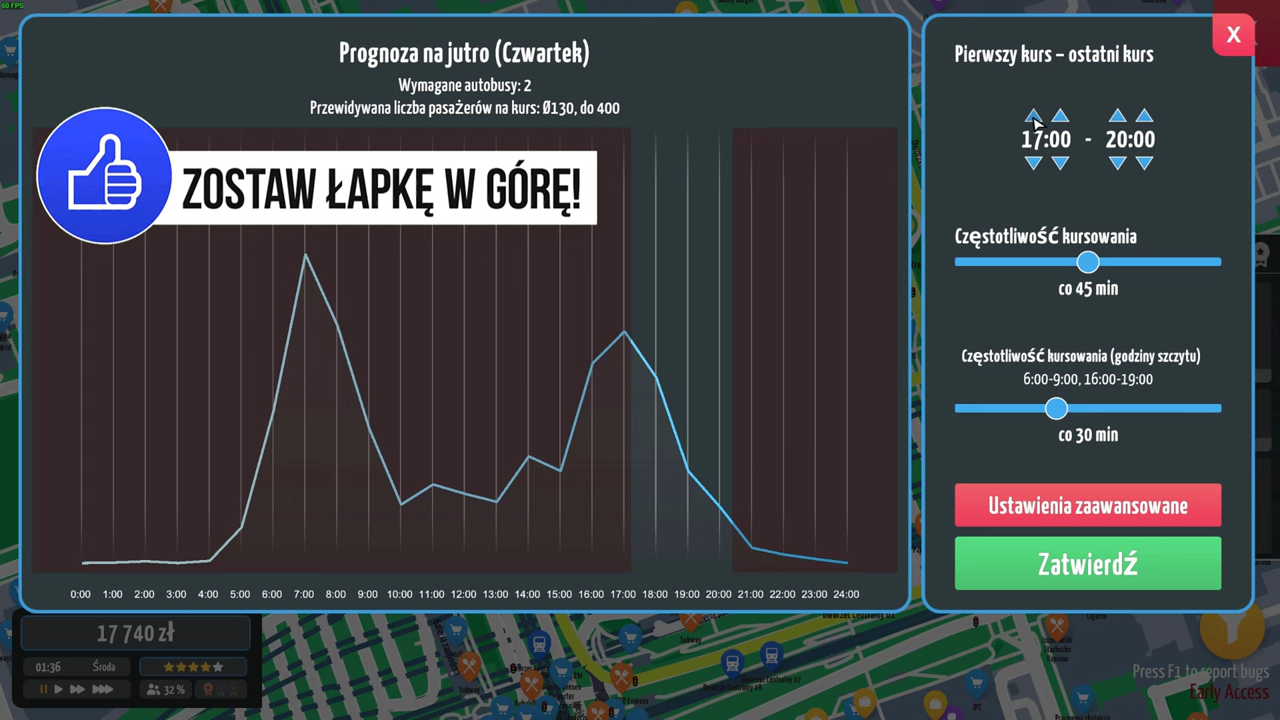 60 FPS
Prognoza na jutro (Czwartek)
Wymagane autobusy: 2
Przewidywana liczba pasażerów na kurs: Ø130, do 400
ZOSTAW ŁAPKĘ W GÓRĘ!
0:00 1:00 2:00 3:00 4:00 5:00 6:00 7:00 8:00 9:00 10:00 11:00 12:00 13:00 14:00 15:00 16:00 17:00 18:00 19:00 20:00 21:00 22:00 23:00 24:00
X
Pierwszy kurs – ostatni kurs
17:00 - 20:00
Częstotliwość kursowania
co 45 min
Częstotliwość kursowania (godziny szczytu)
6:00-9:00, 16:00-19:00
co 30 min
Ustawienia zaawansowane
Zatwierdź
17 740 zł
01:36 Środa
32 %
Subway
Subway
Starbucks
Press F1 to report bugs
Early Access